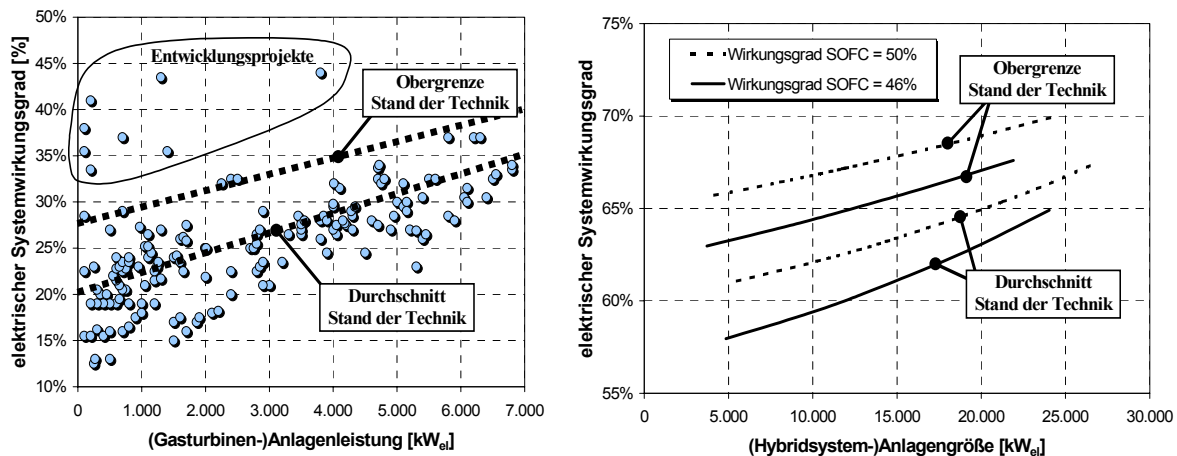 50%
45%
40%
35%
30%
25%
20%
15%
10%
elektrischer Systemwirkungsgrad [%]
Entwicklungsprojekte
Obergrenze
Stand der Technik
Durchschnitt
Stand der Technik
0
1.000
2.000
3.000
4.000
5.000
6.000
7.000
(Gasturbinen-)Anlagenleistung [kWel]
75%
70%
65%
60%
55%
elektrischer Systemwirkungsgrad
Wirkungsgrad SOFC = 50%
Wirkungsgrad SOFC = 46%
Obergrenze
Stand der Technik
Durchschnitt
Stand der Technik
0
5.000
10.000
15.000
20.000
25.000
30.000
(Hybridsystem-)Anlagengröße [kWel]